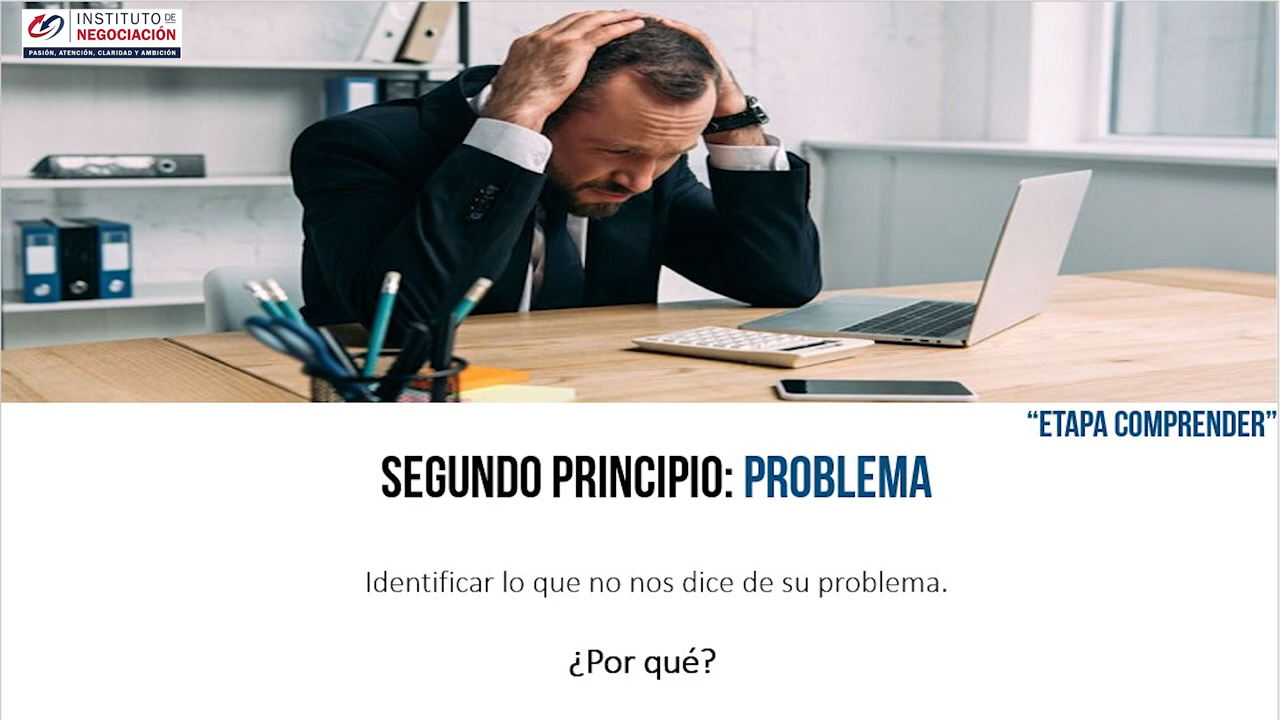 INSTITUTO DE
NEGOCIACIÓN
PASIÓN, ATENCIÓN, CLARIDAD Y AMBICIÓN
“ETAPA COMPRENDER”
SEGUNDO PRINCIPIO: PROBLEMA
Identificar lo que no nos dice de su problema.
¿Por qué?